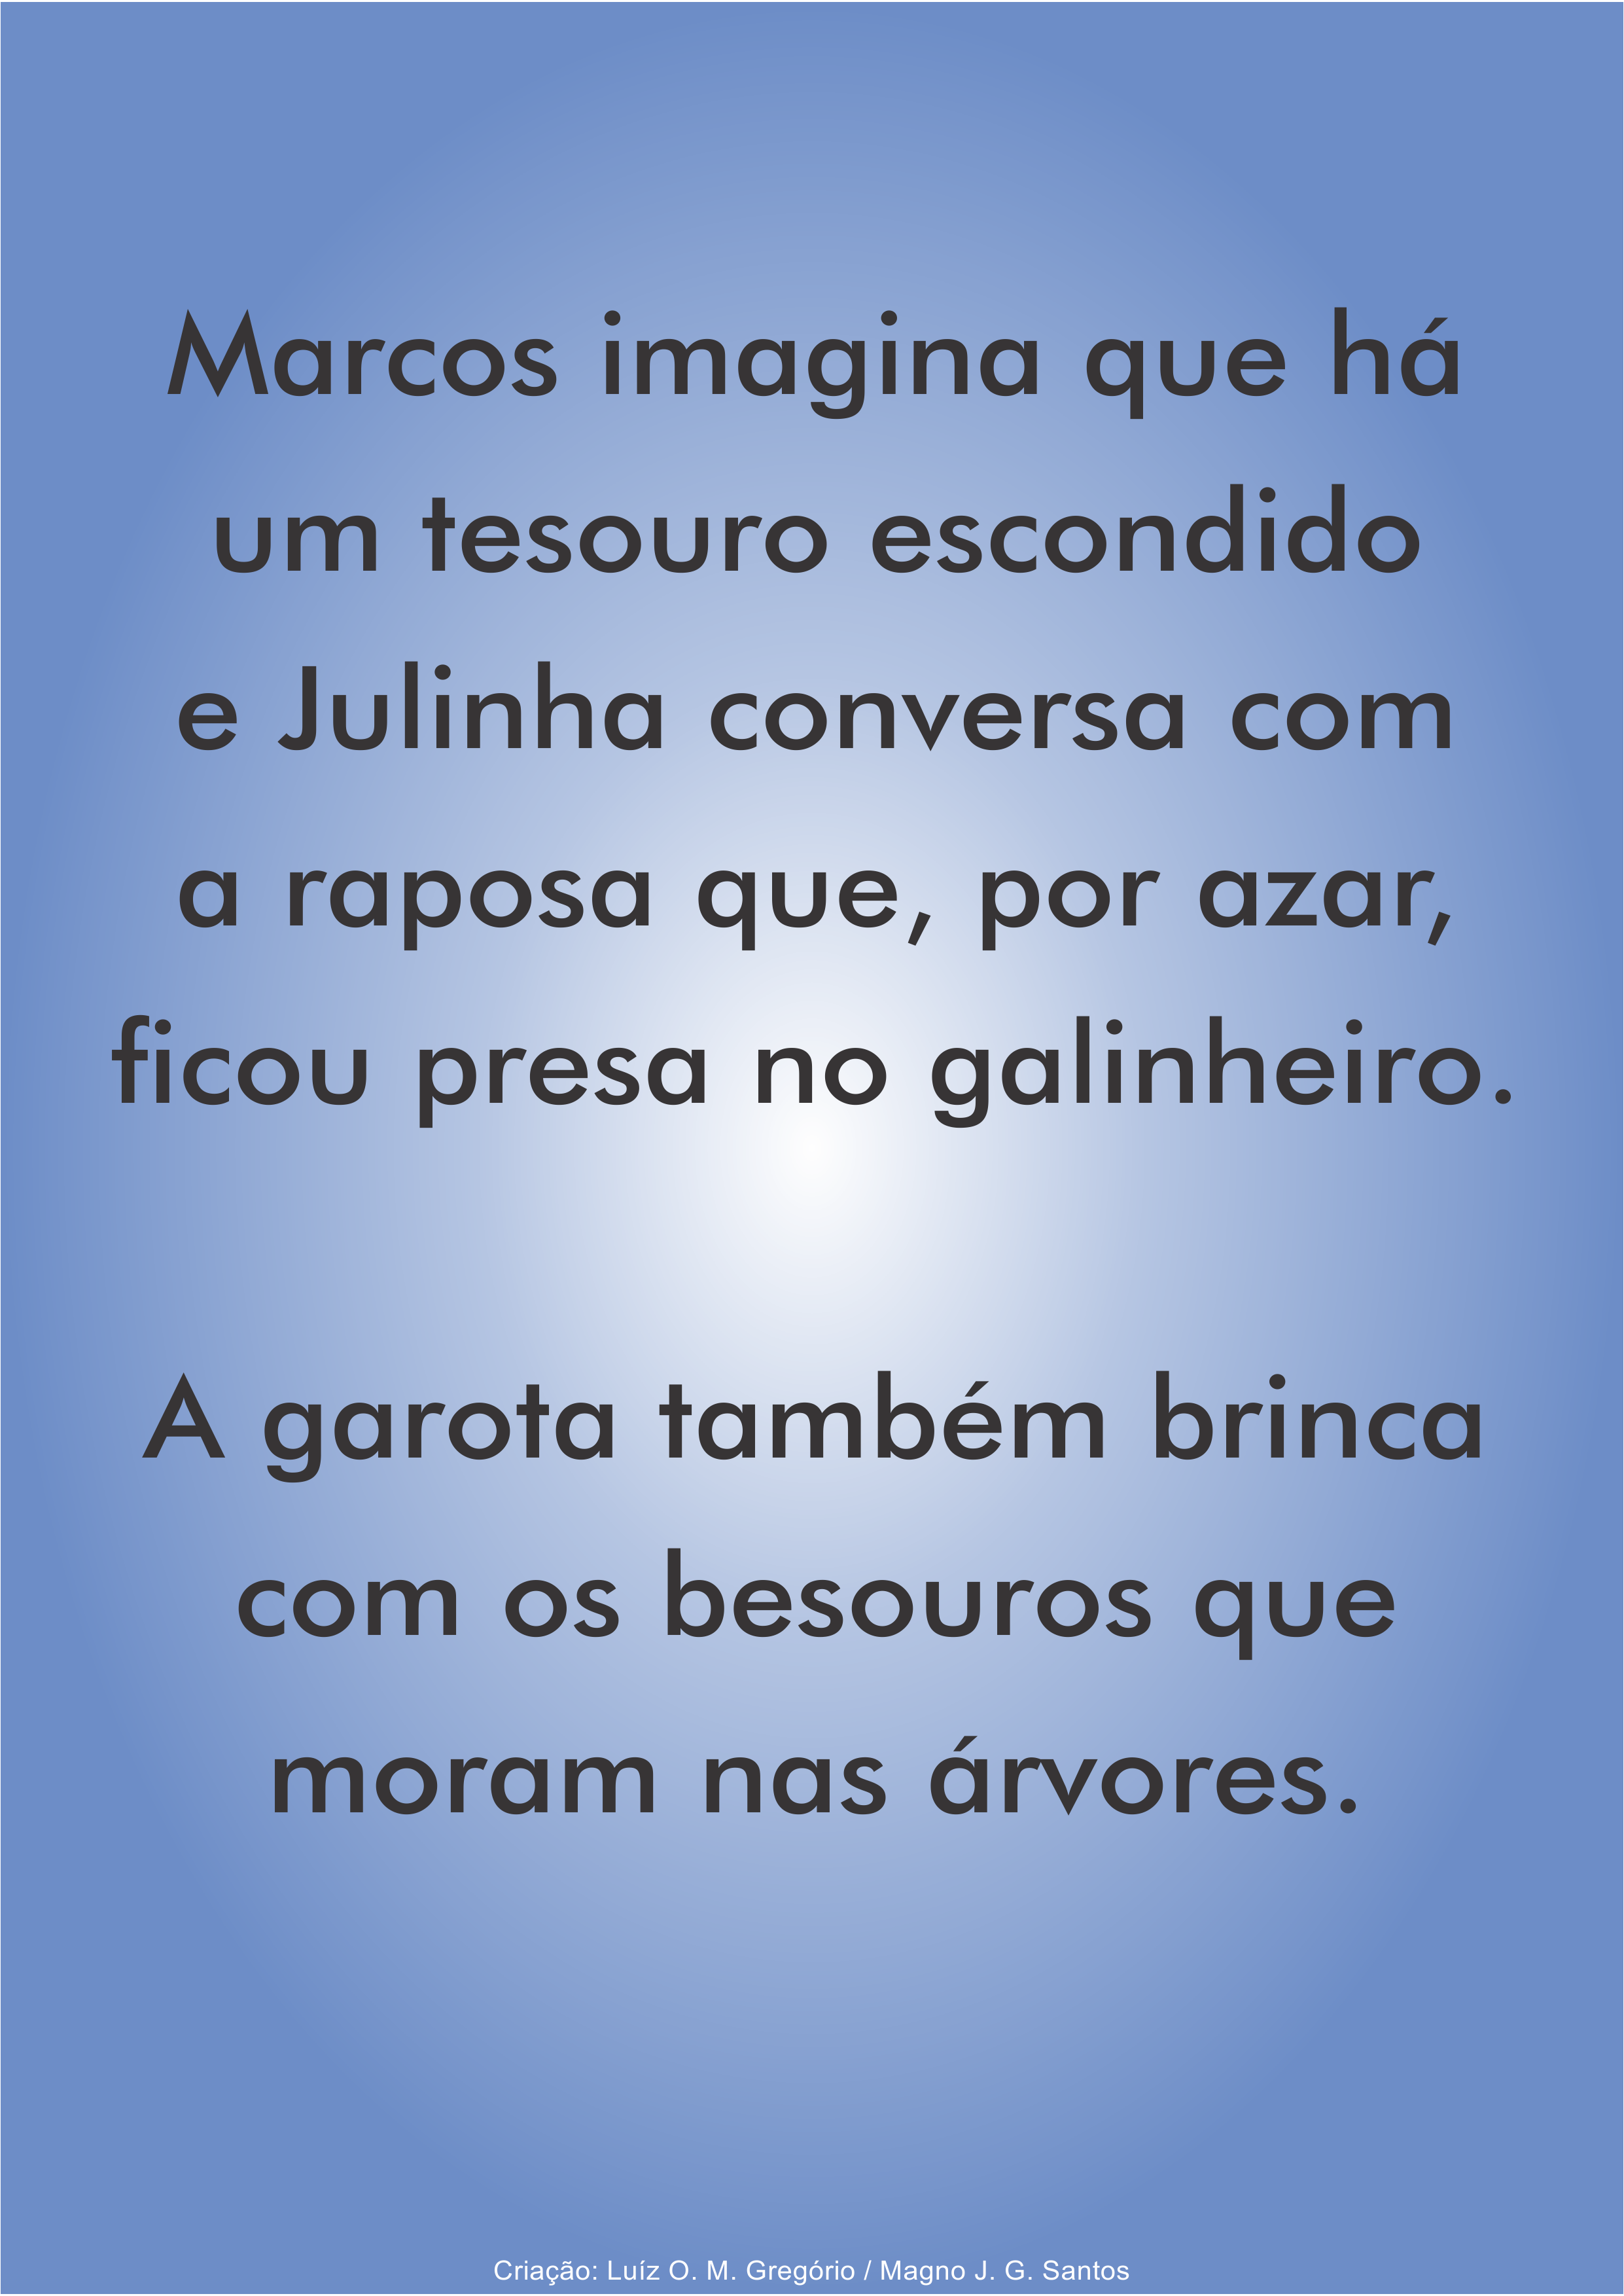 Marcos imagina que há
um tesouro escondido
e Julinha conversa com
a raposa que, por azar,
ficou presa no galinheiro.
A garota também brinca
com os besouros que
moram nas árvores.
Criação: Luíz O. M. Gregório / Magno J. G. Santos